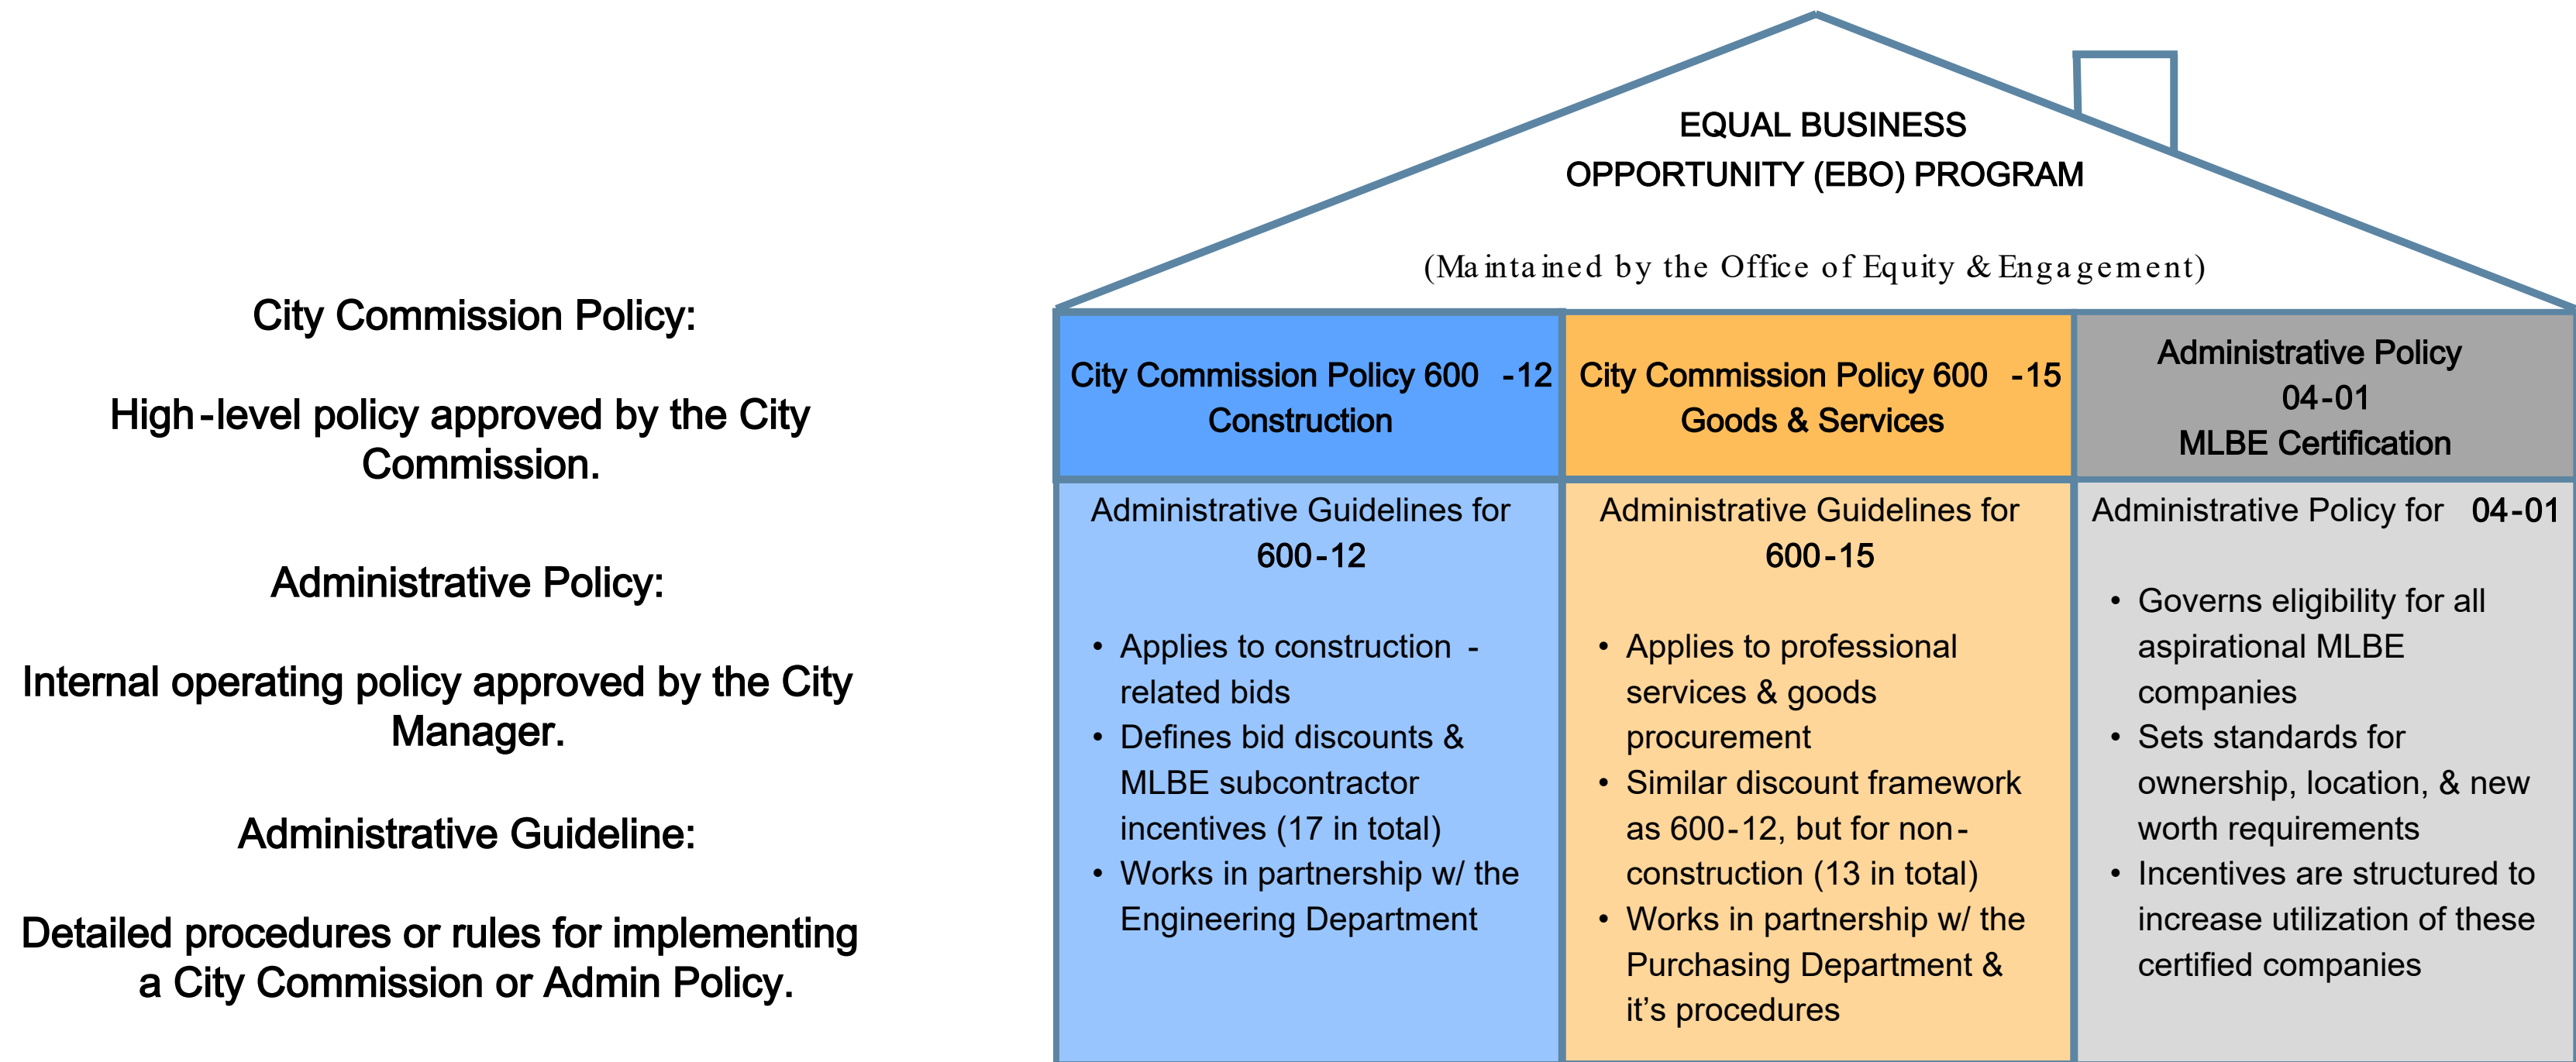 City Commission Policy:
High-level policy approved by the City
Commission.
Administrative Policy:
Internal operating policy approved by the City
Manager.
Administrative Guideline:
Detailed procedures or rules for implementing
a City Commission or Admin Policy.
EQUAL BUSINESS
OPPORTUNITY (EBO) PROGRAM
(Maintained by the Office of Equity & Engagement)
City Commission Policy 600 -12
Construction
Administrative Guidelines for
600-12
• Applies to construction -
related bids
• Defines bid discounts &
MLBE subcontractor
incentives (17 in total)
• Works in partnership w/ the
Engineering Department
City Commission Policy 600 -15
Goods & Services
Administrative Guidelines for
600-15
• Applies to professional
services & goods
procurement
• Similar discount framework
as 600-12, but for non-
construction (13 in total)
• Works in partnership w/ the
Purchasing Department &
it’s procedures
Administrative Policy
04-01
MLBE Certification
Administrative Policy for 04-01
• Governs eligibility for all
aspirational MLBE
companies
• Sets standards for
ownership, location, & new
worth requirements
• Incentives are structured to
increase utilization of these
certified companies